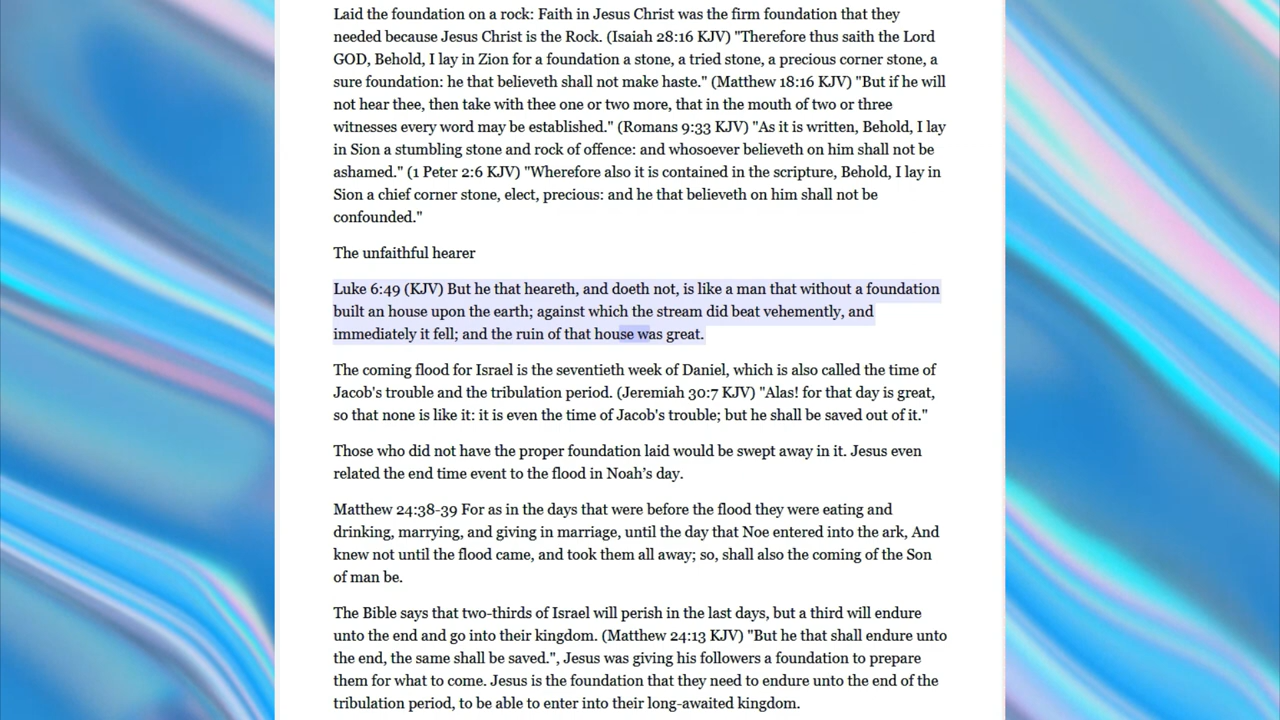 Laid the foundation on a rock: Faith in Jesus Christ was the firm foundation that they
needed because Jesus Christ is the Rock. (Isaiah 28:16 KJV) "Therefore thus saith the Lord
GOD, Behold, I lay in Zion for a foundation a stone, a tried stone, a precious corner stone, a
sure foundation: he that believeth shall not make haste." (Matthew 18:16 KJV) "But if he will
not hear thee, then take with thee one or two more, that in the mouth of two or three
witnesses every word may be established." (Romans 9:33 KJV) "As it is written, Behold, I lay
in Sion a stumbling stone and rock of offence: and whosoever believeth on him shall not be
ashamed." (1 Peter 2:6 KJV) "Wherefore also it is contained in the scripture, Behold, I lay in
Sion a chief corner stone, elect, precious: and he that believeth on him shall not be
confounded."
The unfaithful hearer
Luke 6:49 (KJV) But he that heareth, and doeth not, is like a man that without a foundation
built an house upon the earth; against which the stream did beat vehemently, and
immediately it fell; and the ruin of that house was great.
The coming flood for Israel is the seventieth week of Daniel, which is also called the time of
Jacob's trouble and the tribulation period. (Jeremiah 30:7 KJV) "Alas! for that day is great,
so that none is like it: it is even the time of Jacob's trouble; but he shall be saved out of it."
Those who did not have the proper foundation laid would be swept away in it. Jesus even
related the end time event to the flood in Noah’s day.
Matthew 24:38-39 For as in the days that were before the flood they were eating and
drinking, marrying, and giving in marriage, until the day that Noe entered into the ark, And
knew not until the flood came, and took them all away; so, shall also the coming of the Son
of man be.
The Bible says that two-thirds of Israel will perish in the last days, but a third will endure
unto the end and go into their kingdom. (Matthew 24:13 KJV) "But he that shall endure unto
the end, the same shall be saved.", Jesus was giving his followers a foundation to prepare
them for what to come. Jesus is the foundation that they need to endure unto the end of the
tribulation period, to be able to enter into their long-awaited kingdom.